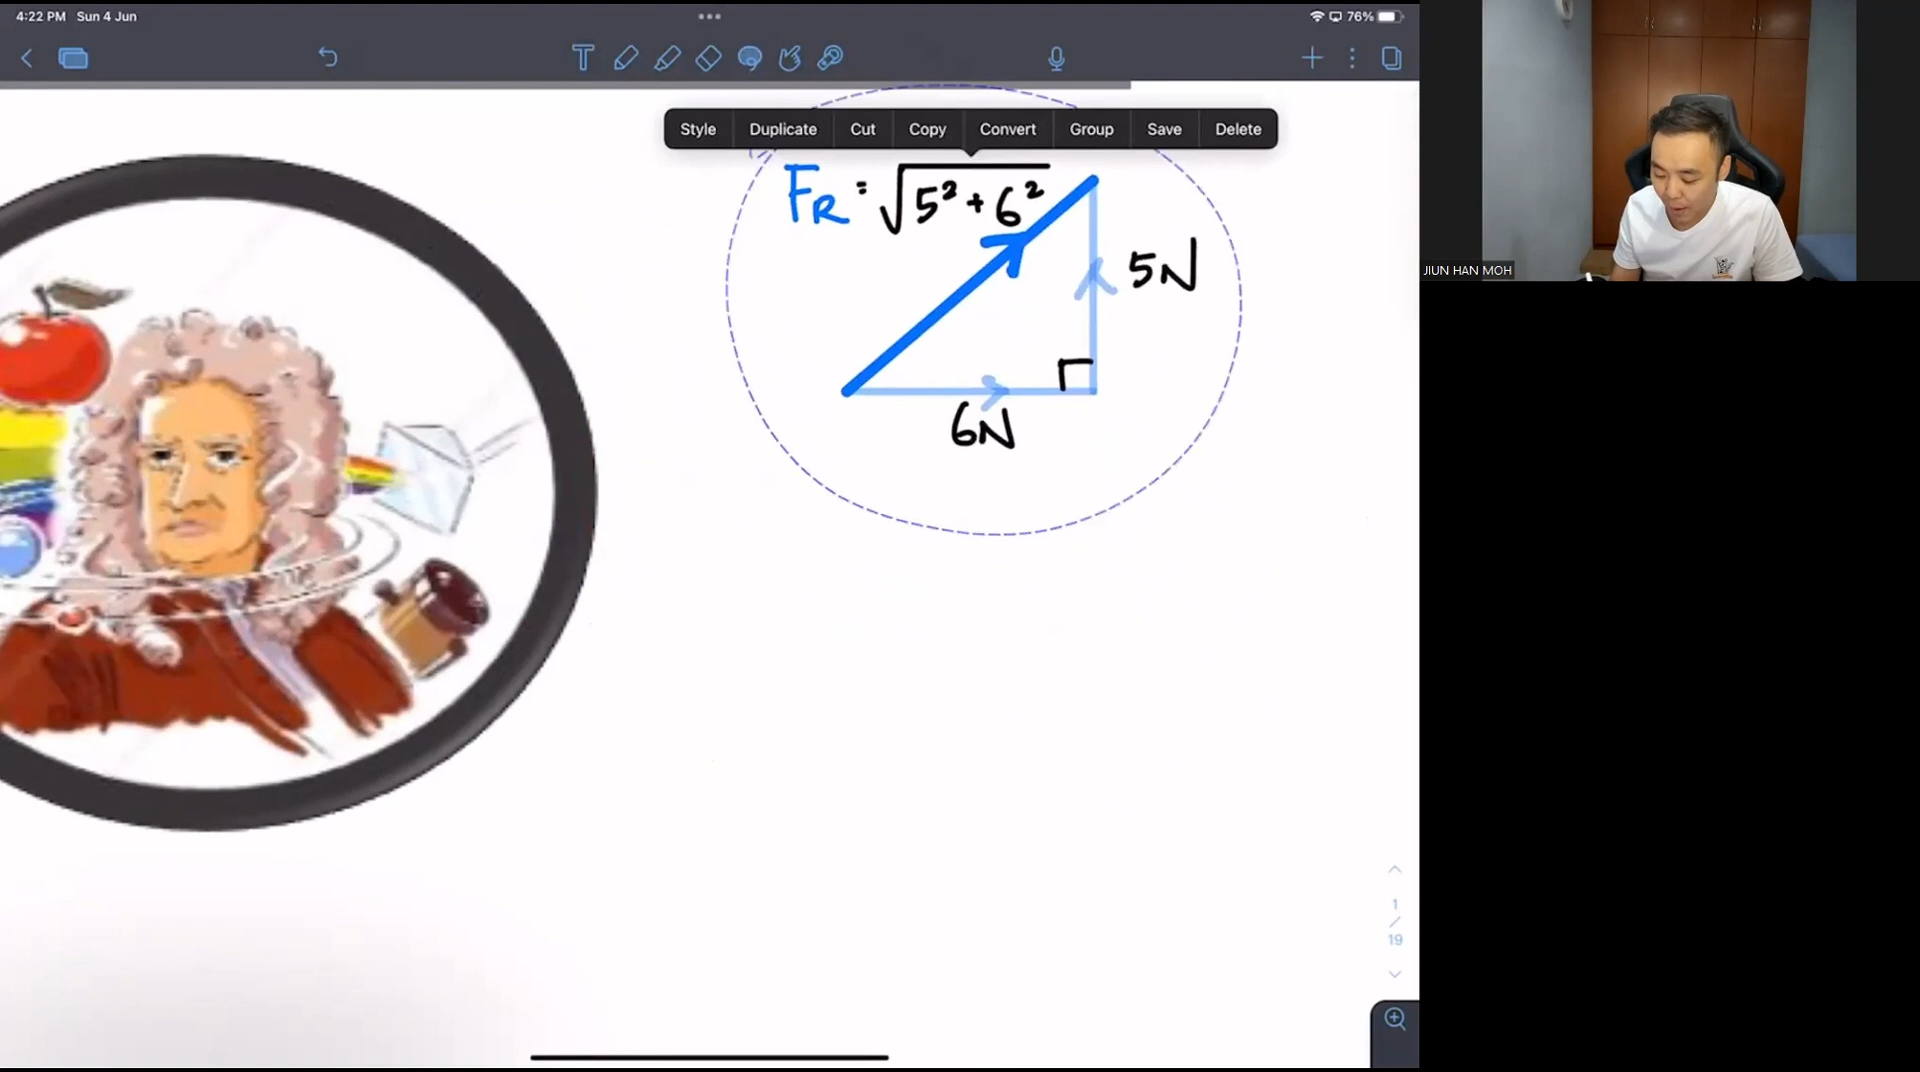 4:22 PM Sun 4 Jun
76%
Style Duplicate Cut Copy Convert Group Save Delete
FR = √5² + 6²
5N
6N
JIUN HAN MOH
1
/
19